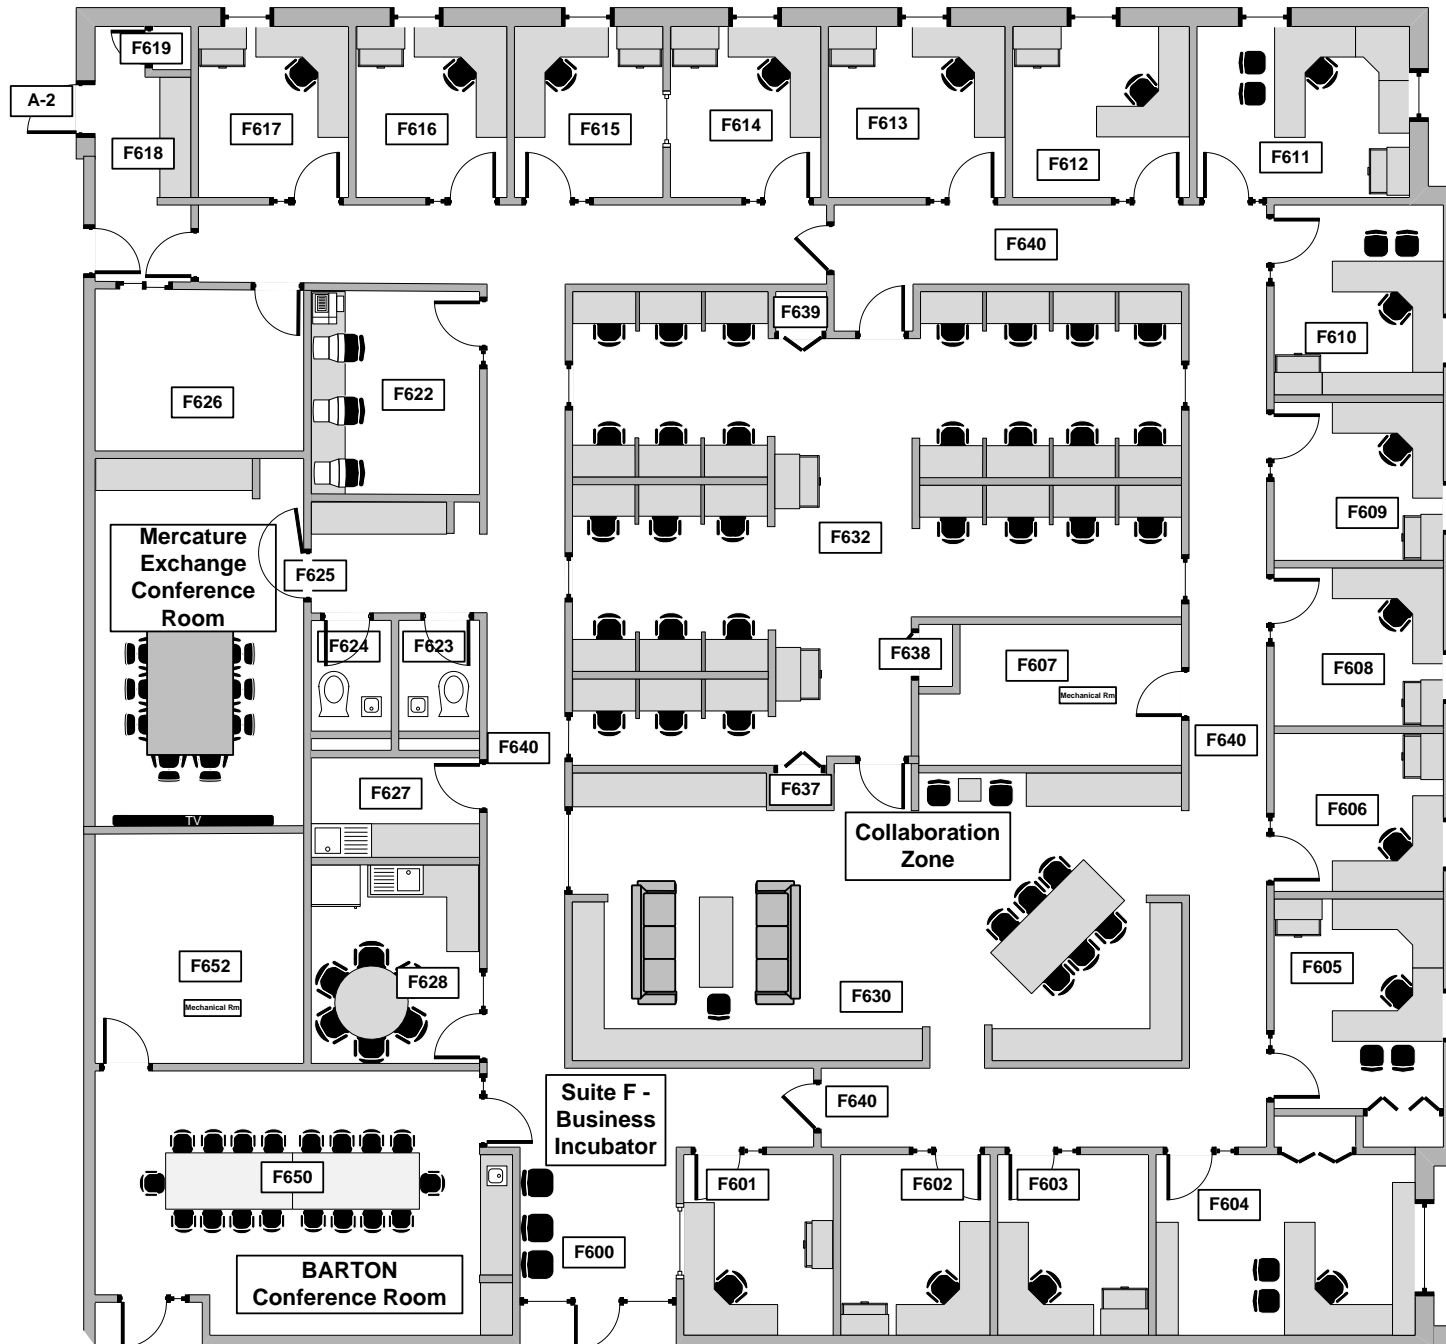 F619
A-2
F617
F616
F615
F614
F613
F612
F611
F618
F640
F639
F610
F626
F622
F609
F632
Mercature
Exchange
Conference
Room
F625
F624
F623
F638
F607
Mechanical Rm
F608
F640
F640
F627
F637
TV
Collaboration
Zone
F606
F652
Mechanical Rm
F628
F630
F605
Suite F -
Business
Incubator
F640
F650
F601
F602
F603
F604
F600
BARTON
Conference Room